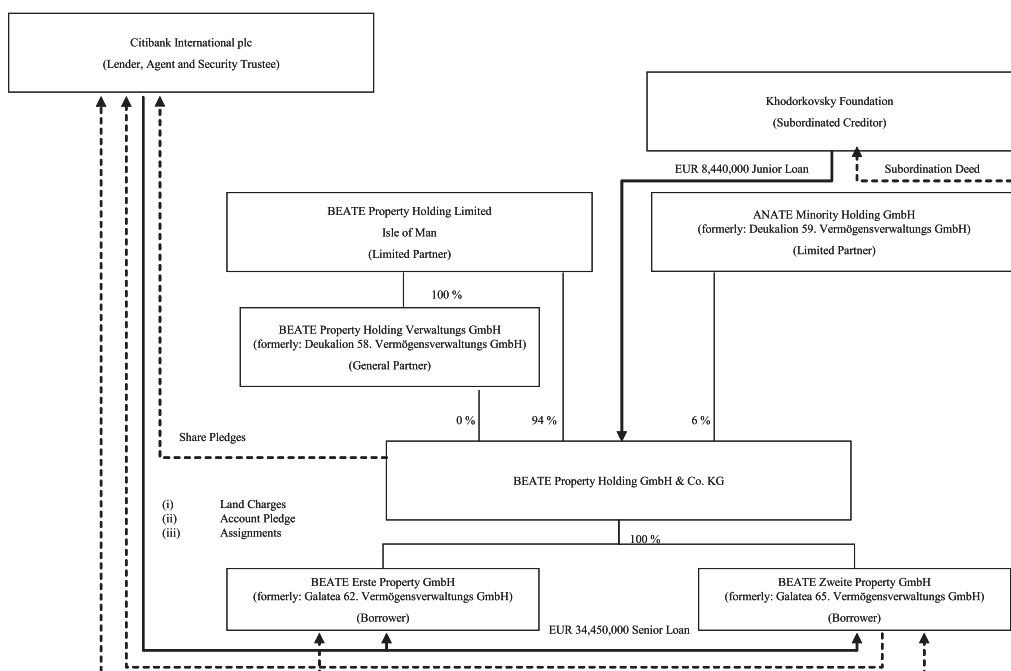 Citibank International plc
(Lender, Agent and Security Trustee)
Khodorkovsky Foundation
(Subordinated Creditor)
EUR 8,440,000 Junior Loan
Subordination Deed
BEATE Property Holding Limited
Isle of Man
(Limited Partner)
ANATE Minority Holding GmbH
(formerly: Deukalion 59. Vermögensverwaltungs GmbH)
(Limited Partner)
100 %
BEATE Property Holding Verwaltungs GmbH
(formerly: Deukalion 58. Vermögensverwaltungs GmbH)
(General Partner)
0 %
94 %
6 %
Share Pledges
BEATE Property Holding GmbH & Co. KG
(i) Land Charges
(ii) Account Pledge
(iii) Assignments
100 %
BEATE Erste Property GmbH
(formerly: Galatea 62. Vermögensverwaltungs GmbH)
(Borrower)
BEATE Zweite Property GmbH
(formerly: Galatea 65. Vermögensverwaltungs GmbH)
(Borrower)
EUR 34,450,000 Senior Loan